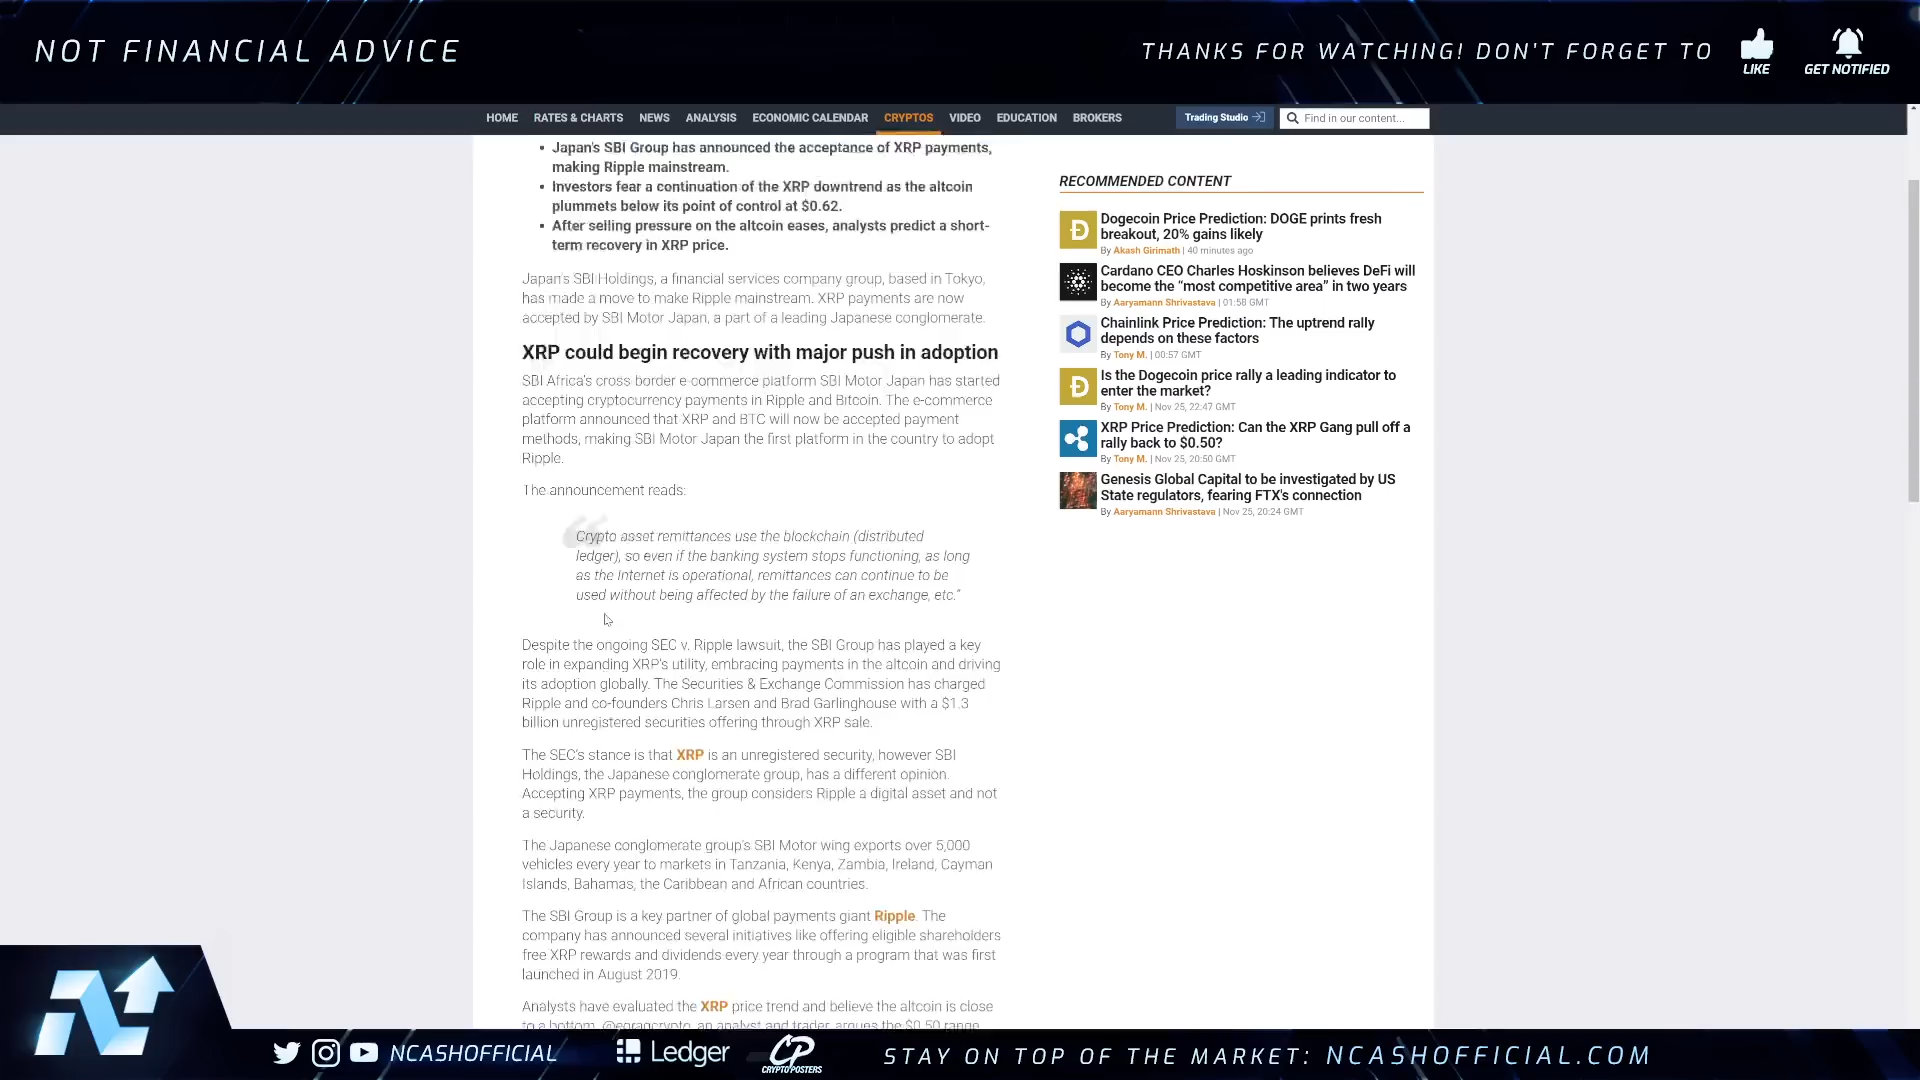 NOT FINANCIAL ADVICE
THANKS FOR WATCHING! DON'T FORGET TO
LIKE
GET NOTIFIED
HOME RATES & CHARTS NEWS ANALYSIS ECONOMIC CALENDAR CRYPTOS VIDEO EDUCATION BROKERS Trading Studio Find in our content...
• Japan's SBI Group has announced the acceptance of XRP payments,
making Ripple mainstream.
• Investors fear a continuation of the XRP downtrend as the altcoin
plummets below its point of control at $0.62.
• After selling pressure on the altcoin eases, analysts predict a short-
term recovery in XRP price.
Japan's SBI Holdings, a financial services company group, based in Tokyo,
has made a move to make Ripple mainstream. XRP payments are now
accepted by SBI Motor Japan, a part of a leading Japanese conglomerate.
XRP could begin recovery with major push in adoption
SBI Africa's cross border e-commerce platform SBI Motor Japan has started
accepting cryptocurrency payments in Ripple and Bitcoin. The e-commerce
platform announced that XRP and BTC will now be accepted payment
methods, making SBI Motor Japan the first platform in the country to adopt
Ripple.
The announcement reads:
“
Crypto asset remittances use the blockchain (distributed
ledger), so even if the banking system stops functioning, as long
as the Internet is operational, remittances can continue to be
used without being affected by the failure of an exchange, etc.”
Despite the ongoing SEC v. Ripple lawsuit, the SBI Group has played a key
role in expanding XRP's utility, embracing payments in the altcoin and driving
its adoption globally. The Securities & Exchange Commission has charged
Ripple and co-founders Chris Larsen and Brad Garlinghouse with a $1.3
billion unregistered securities offering through XRP sale.
The SEC's stance is that XRP is an unregistered security, however SBI
Holdings, the Japanese conglomerate group, has a different opinion.
Accepting XRP payments, the group considers Ripple a digital asset and not
a security.
The Japanese conglomerate group's SBI Motor wing exports over 5,000
vehicles every year to markets in Tanzania, Kenya, Zambia, Ireland, Cayman
Islands, Bahamas, the Caribbean and African countries.
The SBI Group is a key partner of global payments giant Ripple. The
company has announced several initiatives like offering eligible shareholders
free XRP rewards and dividends every year through a program that was first
launched in August 2019.
Analysts have evaluated the XRP price trend and believe the altcoin is close
to a bottom. @egragcrypto, an analyst and trader, argues the $0.50 range
RECOMMENDED CONTENT
Dogecoin Price Prediction: DOGE prints fresh
breakout, 20% gains likely
By Akash Girimath | 40 minutes ago
Cardano CEO Charles Hoskinson believes DeFi will
become the “most competitive area” in two years
By Aaryamann Shrivastava | 01:58 GMT
Chainlink Price Prediction: The uptrend rally
depends on these factors
By Tony M. | 00:57 GMT
Is the Dogecoin price rally a leading indicator to
enter the market?
By Tony M. | Nov 25, 22:47 GMT
XRP Price Prediction: Can the XRP Gang pull off a
rally back to $0.50?
By Tony M. | Nov 25, 20:50 GMT
Genesis Global Capital to be investigated by US
State regulators, fearing FTX's connection
By Aaryamann Shrivastava | Nov 25, 20:24 GMT
NCASHOFFICIAL
Ledger
CP
CRYPTO POSTERS
STAY ON TOP OF THE MARKET: NCASHOFFICIAL.COM